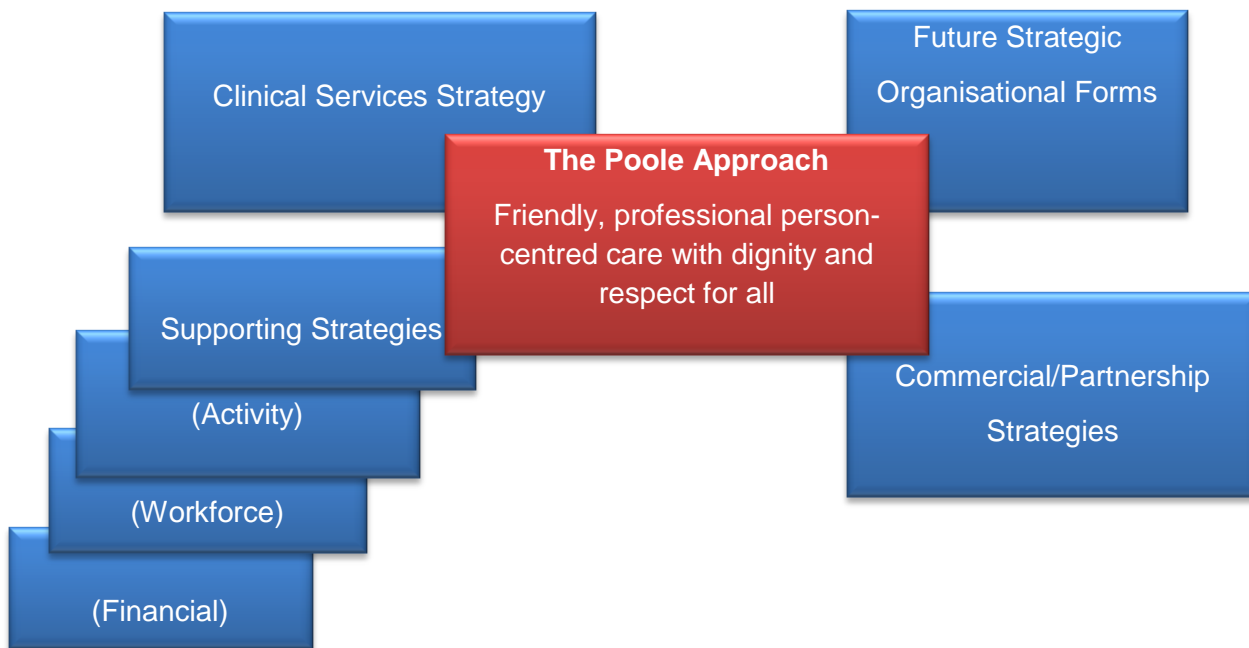 Clinical Services Strategy
Future Strategic
Organisational Forms
The Poole Approach
Friendly, professional person-
centred care with dignity and
respect for all
Supporting Strategies
(Activity)
(Workforce)
(Financial)
Commercial/Partnership
Strategies